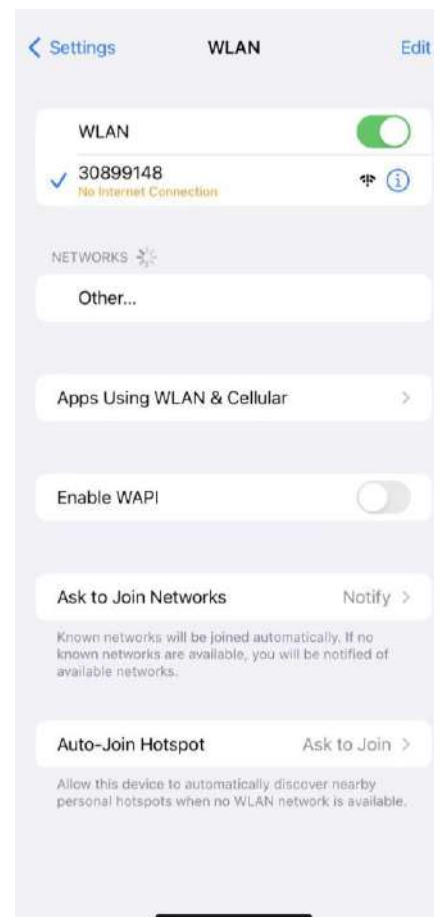 Settings WLAN Edit
WLAN
30899148
No Internet Connection
NETWORKS
Other...
Apps Using WLAN & Cellular
Enable WAPI
Ask to Join Networks Notify
Known networks will be joined automatically. If no
known networks are available, you will be notified of
available networks.
Auto-Join Hotspot Ask to Join
Allow this device to automatically discover nearby
personal hotspots when no WLAN network is available.